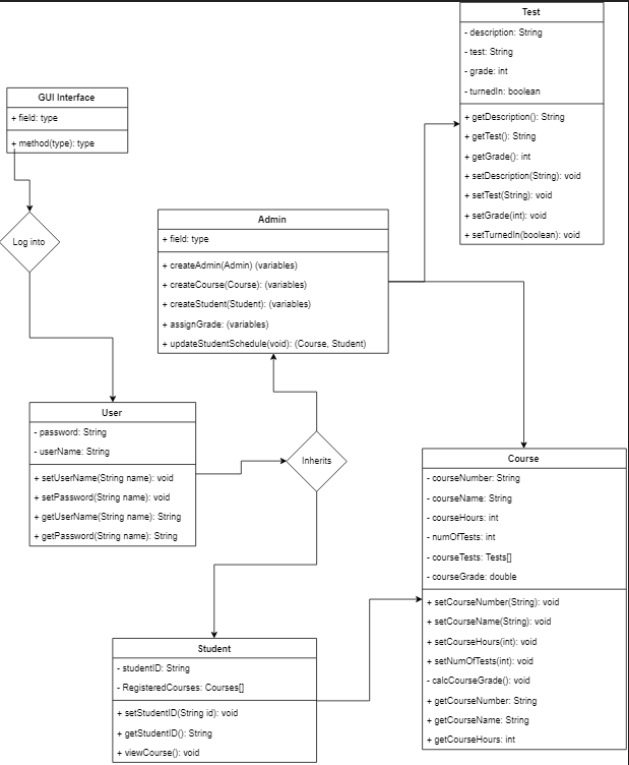 Test
- description: String
- test: String
- grade: int
- turnedIn: boolean
+ getDescription(): String
+ getTest(): String
+ getGrade(): int
+ setDescription(String): void
+ setTest(String): void
+ setGrade(int): void
+ setTurnedIn(boolean): void
GUI Interface
+ field: type
+ method(type): type
Log into
Admin
+ field: type
+ createAdmin(Admin) (variables)
+ createCourse(Course): (variables)
+ createStudent(Student): (variables)
+ assignGrade: (variables)
+ updateStudentSchedule(void): (Course, Student)
User
- password: String
- userName: String
+ setUserName(String name): void
+ setPassword(String name): void
+ getUserName(String name): String
+ getPassword(String name): String
Inherits
Course
- courseNumber: String
- courseName: String
- courseHours: int
- numOfTests: int
- courseTests: Tests[]
- courseGrade: double
+ setCourseNumber(String): void
+ setCourseName(String): void
+ setCourseHours(int): void
+ setNumOfTests(int): void
- calcCourseGrade(): void
+ getCourseNumber: String
+ getCourseName: String
+ getCourseHours: int
Student
- studentID: String
- RegisteredCourses: Courses[]
+ setStudentID(String id): void
+ getStudentID(): String
+ viewCourse(): void